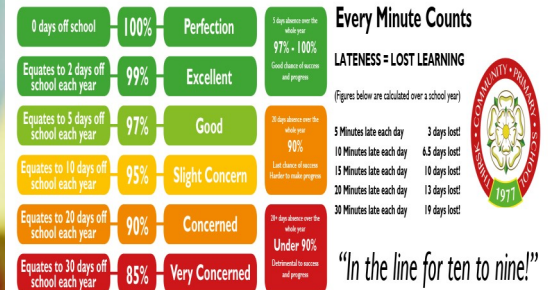 0 days off school
100%
Perfection
Equates to 2 days off
school each year
99%
Excellent
Equates to 5 days off
school each year
97%
Good
Equates to 10 days off
school each year
95%
Slight Concern
Equates to 20 days off
school each year
90%
Concerned
Equates to 30 days off
school each year
85%
Very Concerned
5 days absence over the
whole year
97% - 100%
Good chance of success
and progress
20 days absence over the
whole year
90%
Last chance of success
Harder to make progress
20+ days absence over the
whole year
Under 90%
Detrimental to success
and progress
Every Minute Counts
LATENESS = LOST LEARNING
(Figures below are calculated over a school year)
5 Minutes late each day 3 days lost!
10 Minutes late each day 6.5 days lost!
15 Minutes late each day 10 days lost!
20 Minutes late each day 13 days lost!
30 Minutes late each day 19 days lost!
THIRSK • COMMUNITY • PRIMARY • SCHOOL
1977
“In the line for ten to nine!”